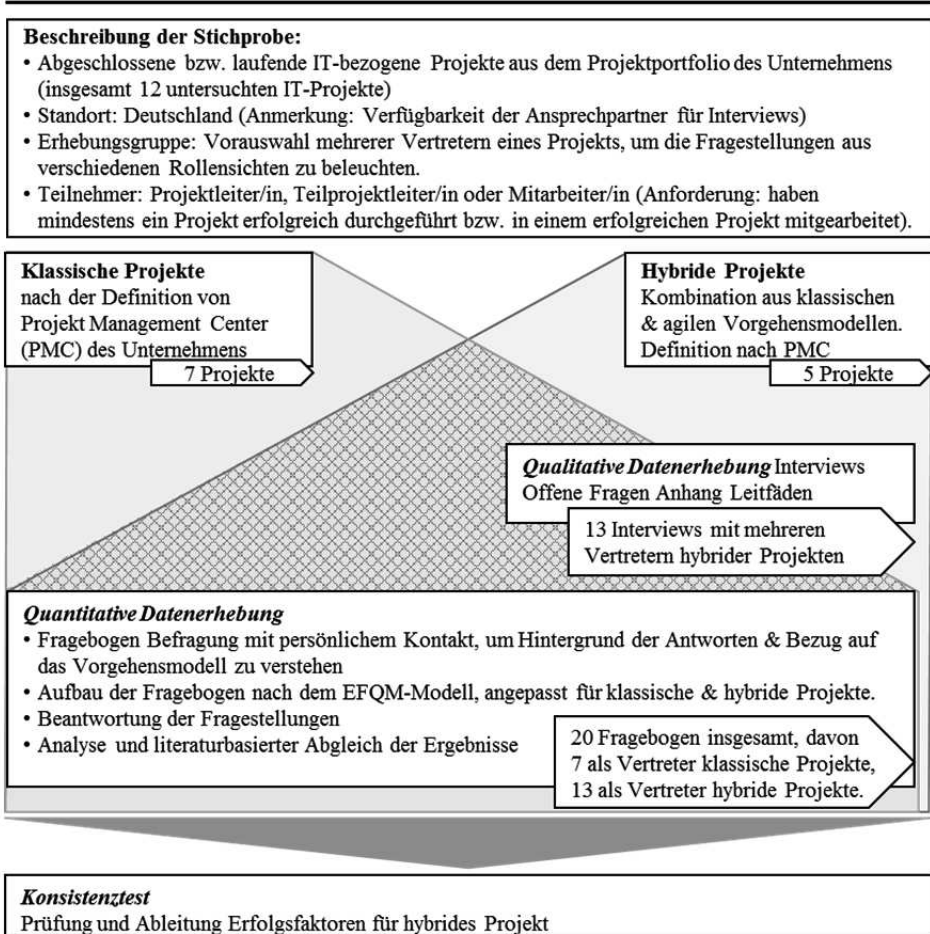 Beschreibung der Stichprobe:
• Abgeschlossene bzw. laufende IT-bezogene Projekte aus dem Projektportfolio des Unternehmens
(insgesamt 12 untersuchten IT-Projekte)
• Standort: Deutschland (Anmerkung: Verfügbarkeit der Ansprechpartner für Interviews)
• Erhebungsgruppe: Vorauswahl mehrerer Vertretern eines Projekts, um die Fragestellungen aus
verschiedenen Rollensichten zu beleuchten.
• Teilnehmer: Projektleiter/in, Teilprojektleiter/in oder Mitarbeiter/in (Anforderung: haben
mindestens ein Projekt erfolgreich durchgeführt bzw. in einem erfolgreichen Projekt mitgearbeitet).
Klassische Projekte
nach der Definition von
Projekt Management Center
(PMC) des Unternehmens
7 Projekte
Hybride Projekte
Kombination aus klassischen
& agilen Vorgehensmodellen.
Definition nach PMC
5 Projekte
Qualitative Datenerhebung Interviews
Offene Fragen Anhang Leitfäden
13 Interviews mit mehreren
Vertretern hybrider Projekten
Quantitative Datenerhebung
• Fragebogen Befragung mit persönlichem Kontakt, um Hintergrund der Antworten & Bezug auf
das Vorgehensmodell zu verstehen
• Aufbau der Fragebogen nach dem EFQM-Modell, angepasst für klassische & hybride Projekte.
• Beantwortung der Fragestellungen
• Analyse und literaturbasierter Abgleich der Ergebnisse
20 Fragebogen insgesamt, davon
7 als Vertreter klassische Projekte,
13 als Vertreter hybride Projekte.
Konsistenztest
Prüfung und Ableitung Erfolgsfaktoren für hybrides Projekt